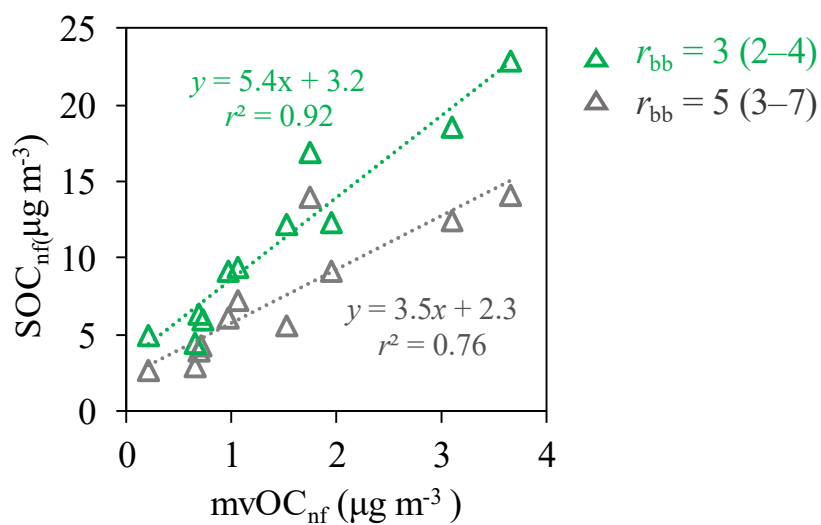 25
20
15
10
5
0
0 1 2 3 4
SOCnf(µg m-3)
mvOCnf (µg m-3 )
y = 5.4x + 3.2
r² = 0.92
y = 3.5x + 2.3
r² = 0.76
rbb = 3 (2–4)
rbb = 5 (3–7)